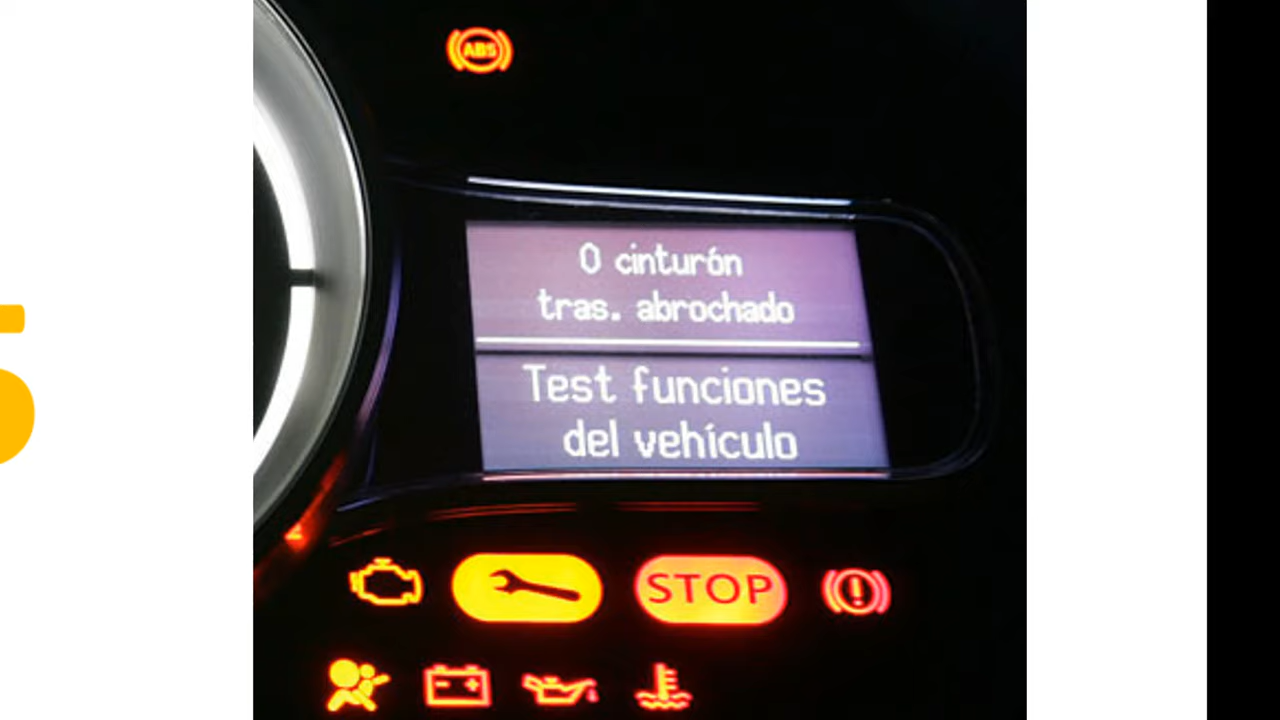 ABS
0 cinturón
tras. abrochado
Test funciones
del vehículo
STOP